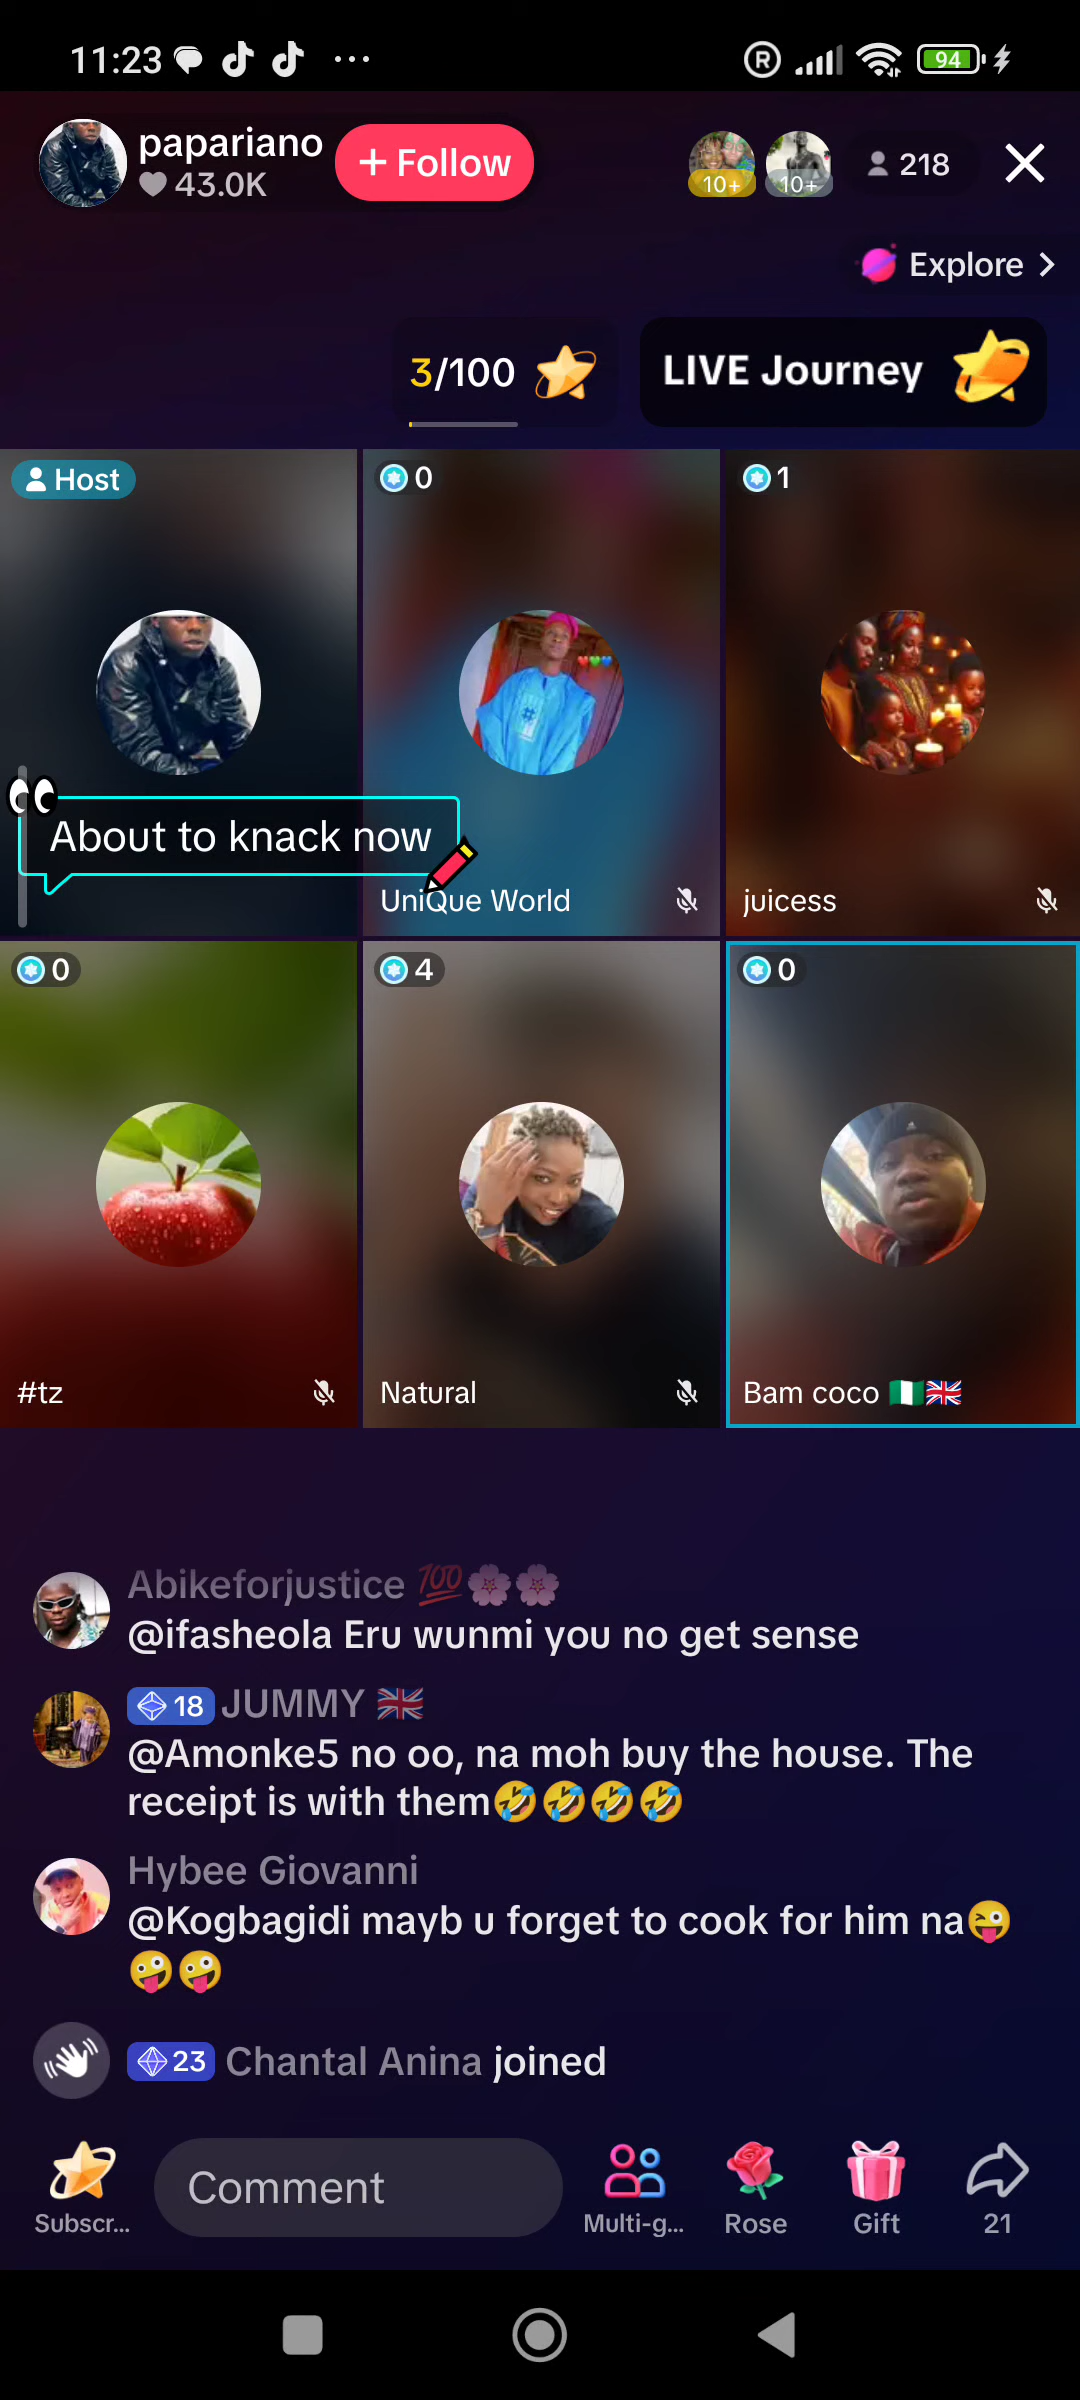 11:23
R
94
papariano
43.0K
+ Follow
10+
10+
218
Explore
3/100
LIVE Journey
Host
0
1
About to knack now
UniQue World
juicess
0
4
0
#tz
Natural
Bam coco 🇳🇬🇬🇧
Abikeforjustice 💯🌸🌸
@ifasheola Eru wunmi you no get sense
18 JUMMY 🇬🇧
@Amonke5 no oo, na moh buy the house. The
receipt is with them🤣🤣🤣🤣
Hybee Giovanni
@Kogbagidi mayb u forget to cook for him na😜
🤪🤪
23 Chantal Anina joined
Comment
Subscr...
Multi-g...
Rose
Gift
21